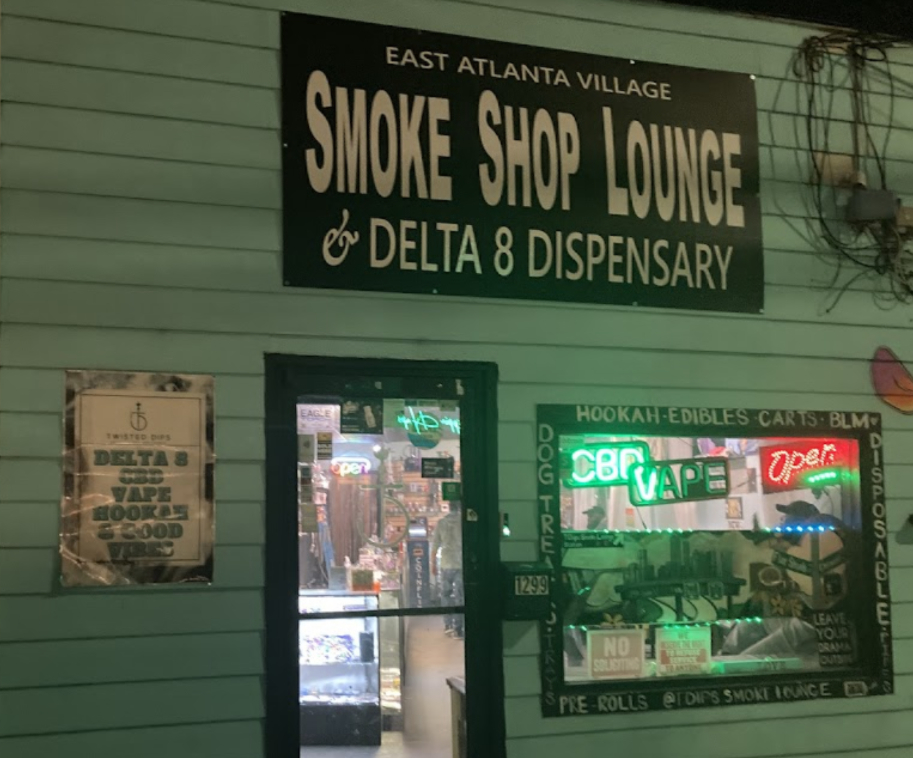 EAST ATLANTA VILLAGE
SMOKE SHOP LOUNGE
& DELTA 8 DISPENSARY
TWISTED DIPS
DELTA 8
CBD
VAPE
HOOKAH
& GOOD
VIBES
EAGLE
open
1299
HOOKAH-EDIBLES·CARTS·BLM
DOG TREATS
CBD
VAPE
Open
DISPOSABLE
NO
SOLICITING
LEAVE
YOUR
DRAMA
PRE-ROLLS @TDIPS SMOKE LOUNGE